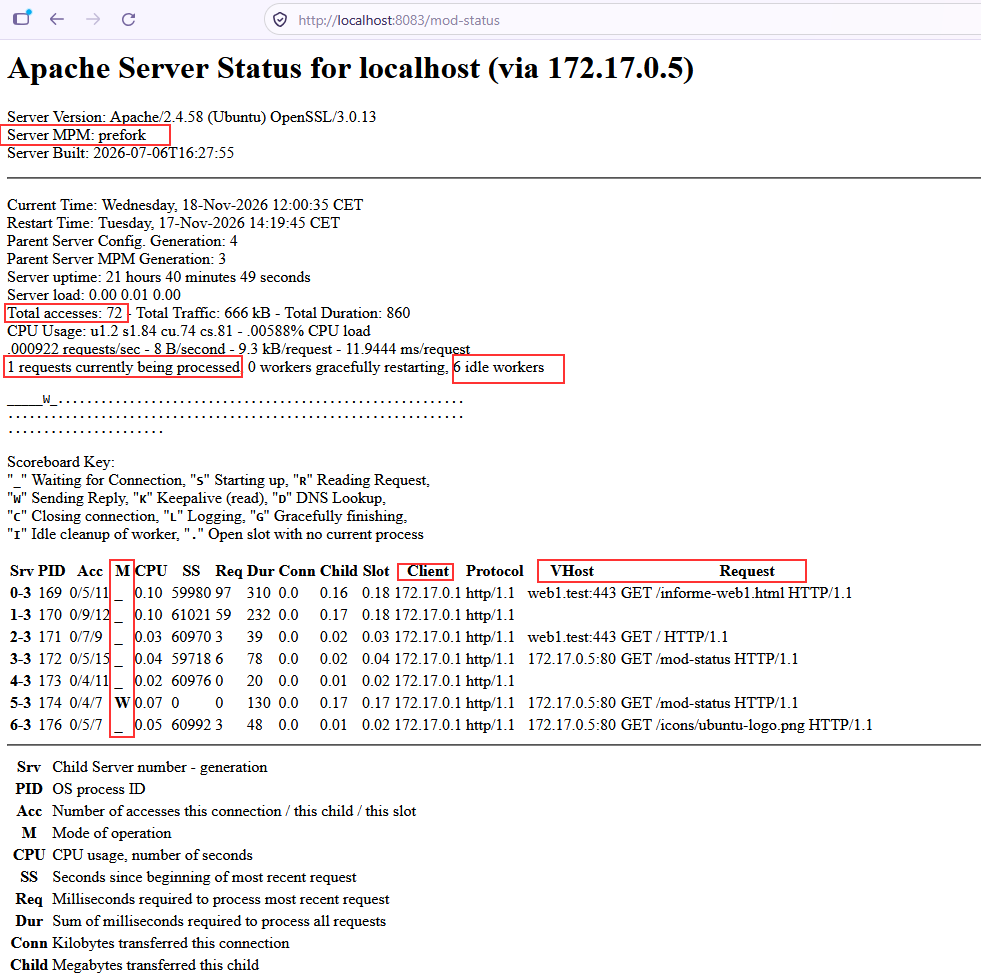 http://localhost:8083/mod-status
Apache Server Status for localhost (via 172.17.0.5)
Server Version: Apache/2.4.58 (Ubuntu) OpenSSL/3.0.13
Server MPM: prefork
Server Built: 2026-07-06T16:27:55
Current Time: Wednesday, 18-Nov-2026 12:00:35 CET
Restart Time: Tuesday, 17-Nov-2026 14:19:45 CET
Parent Server Config. Generation: 4
Parent Server MPM Generation: 3
Server uptime: 21 hours 40 minutes 49 seconds
Server load: 0.00 0.01 0.00
Total accesses: 72 - Total Traffic: 666 kB - Total Duration: 860
CPU Usage: u1.2 s1.84 cu.74 cs.81 - .00588% CPU load
.000922 requests/sec - 8 B/second - 9.3 kB/request - 11.9444 ms/request
1 requests currently being processed, 0 workers gracefully restarting, 6 idle workers
_____W_.........................................................
................................................................
......................
Scoreboard Key:
"_" Waiting for Connection, "S" Starting up, "R" Reading Request,
"W" Sending Reply, "K" Keepalive (read), "D" DNS Lookup,
"C" Closing connection, "L" Logging, "G" Gracefully finishing,
"I" Idle cleanup of worker, "." Open slot with no current process
Srv PID Acc M CPU SS Req Dur Conn Child Slot Client Protocol VHost Request
0-3 169 0/5/11 _ 0.10 59980 97 310 0.0 0.16 0.18 172.17.0.1 http/1.1 web1.test:443 GET /informe-web1.html HTTP/1.1
1-3 170 0/9/12 _ 0.10 61021 59 232 0.0 0.17 0.18 172.17.0.1 http/1.1
2-3 171 0/7/9 _ 0.03 60970 3 39 0.0 0.02 0.03 172.17.0.1 http/1.1 web1.test:443 GET / HTTP/1.1
3-3 172 0/5/15 _ 0.04 59718 6 78 0.0 0.02 0.04 172.17.0.1 http/1.1 172.17.0.5:80 GET /mod-status HTTP/1.1
4-3 173 0/4/11 _ 0.02 60976 0 20 0.0 0.01 0.02 172.17.0.1 http/1.1
5-3 174 0/4/7 W 0.07 0 0 130 0.0 0.17 0.17 172.17.0.1 http/1.1 172.17.0.5:80 GET /mod-status HTTP/1.1
6-3 176 0/5/7 _ 0.05 60992 3 48 0.0 0.01 0.02 172.17.0.1 http/1.1 172.17.0.5:80 GET /icons/ubuntu-logo.png HTTP/1.1
Srv Child Server number - generation
PID OS process ID
Acc Number of accesses this connection / this child / this slot
M Mode of operation
CPU CPU usage, number of seconds
SS Seconds since beginning of most recent request
Req Milliseconds required to process most recent request
Dur Sum of milliseconds required to process all requests
Conn Kilobytes transferred this connection
Child Megabytes transferred this child